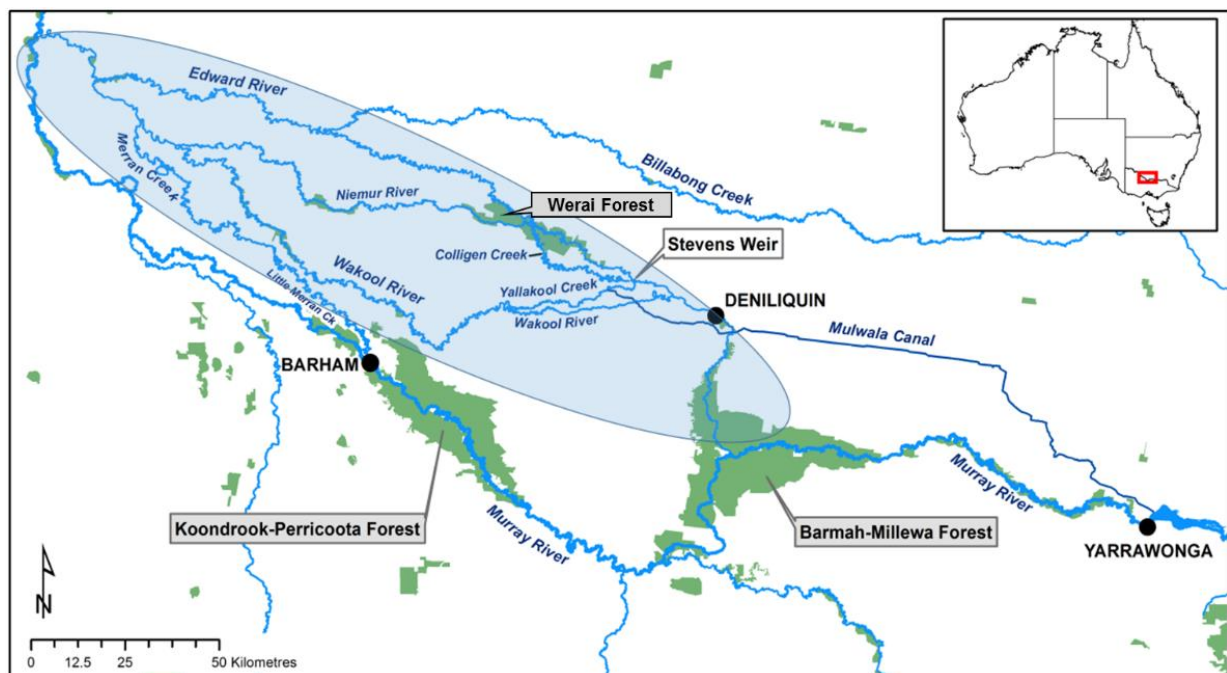 Edward River
Billabong Creek
Merran Creek
Niemur River
Werai Forest
Stevens Weir
Colligen Creek
Wakool River
Yallakool Creek
DENILIQUIN
Little Merran Ck
Wakool River
Mulwala Canal
BARHAM
Murray River
Koondrook-Perricoota Forest
Murray River
Barmah-Millewa Forest
YARRAWONGA
N
0 12.5 25 50 Kilometres